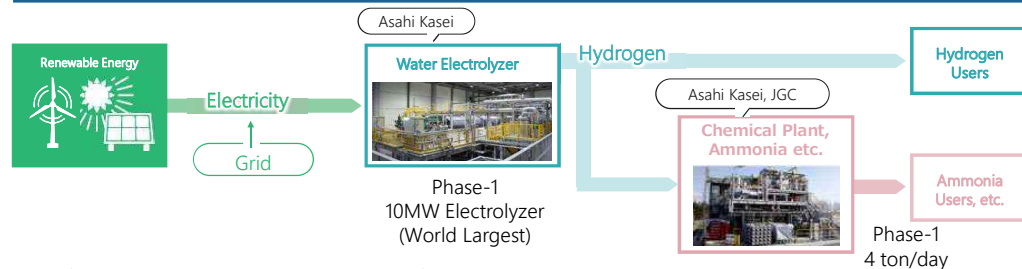 Asahi Kasei
Renewable Energy
Water Electrolyzer
Hydrogen
Hydrogen
Users
Electricity
Asahi Kasei, JGC
Chemical Plant,
Ammonia etc.
Grid
Phase-1
10MW Electrolyzer
(World Largest)
Ammonia
Users, etc.
Phase-1
4 ton/day